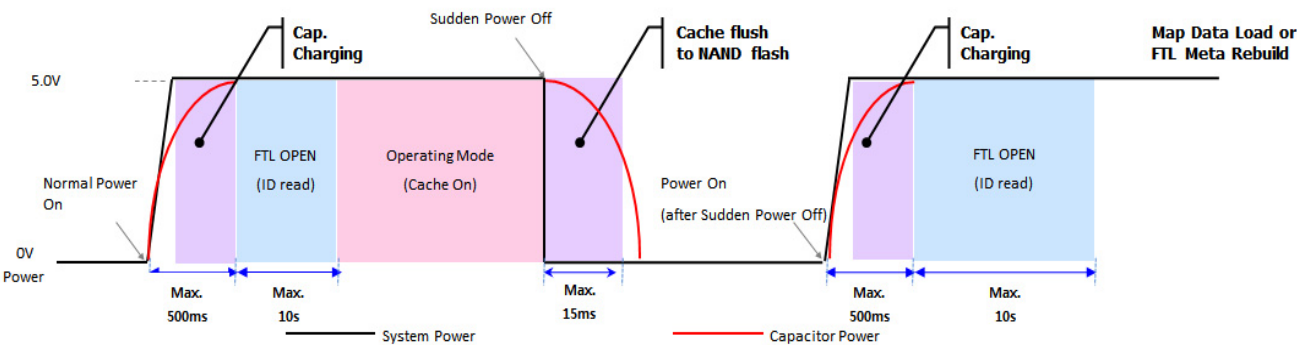 Sudden Power Off
Cap.
Charging
Cache flush
to NAND flash
Cap.
Charging
Map Data Load or
FTL Meta Rebuild
5.0V
FTL OPEN
(ID read)
Operating Mode
(Cache On)
FTL OPEN
(ID read)
Normal Power
On
Power On
(after Sudden Power Off)
0V
Power
Max.
500ms
Max.
10s
Max.
15ms
Max.
500ms
Max.
10s
System Power
Capacitor Power